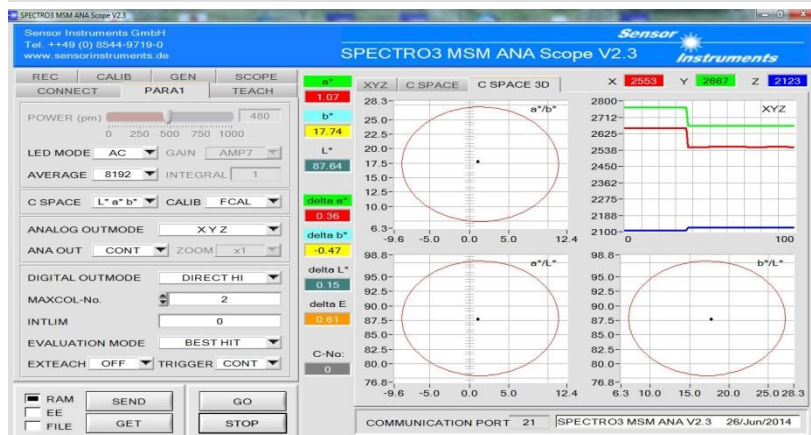 SPECTRO3 MSM ANA Scope V2.3
Sensor Instruments GmbH
Tel. ++49 (0) 8544-9719-0
www.sensorinstruments.de
SPECTRO3 MSM ANA Scope V2.3
Sensor
Instruments
REC CALIB GEN SCOPE
CONNECT PARA1 TEACH
POWER (pm) 480
0 250 500 750 1000
LED MODE AC GAIN AMP7
AVERAGE 8192 INTEGRAL 1
C SPACE L* a* b* CALIB FCAL
ANALOG OUTMODE X Y Z
ANA OUT CONT ZOOM x1
DIGITAL OUTMODE DIRECT HI
MAXCOL-No. 2
INTLIM 0
EVALUATION MODE BEST HIT
EXTEACH OFF TRIGGER CONT
RAM
EE
FILE
SEND GO
GET STOP
a*
1.07
b*
17.74
L*
87.64
delta a*
0.36
delta b*
-0.47
delta L*
0.15
delta E
0.61
C-No:
0
XYZ C SPACE C SPACE 3D
X 2553 Y 2667 Z 2123
a*/b*
28.3
25.0
22.5
20.0
17.5
15.0
12.5
10.0
6.3
-9.6 -5.0 0.0 5.0 12.4
XYZ
2800
2712
2625
2538
2450
2362
2275
2188
2100
0 100
a*/L*
98.8
95.0
92.5
90.0
87.5
85.0
82.5
80.0
76.8
-9.6 -5.0 0.0 5.0 12.4
b*/L*
98.8
95.0
92.5
90.0
87.5
85.0
82.5
80.0
76.8
6.3 10.0 15.0 20.0 25.0 28.3
COMMUNICATION PORT 21 SPECTRO3 MSM ANA V2.3 26/Jun/2014